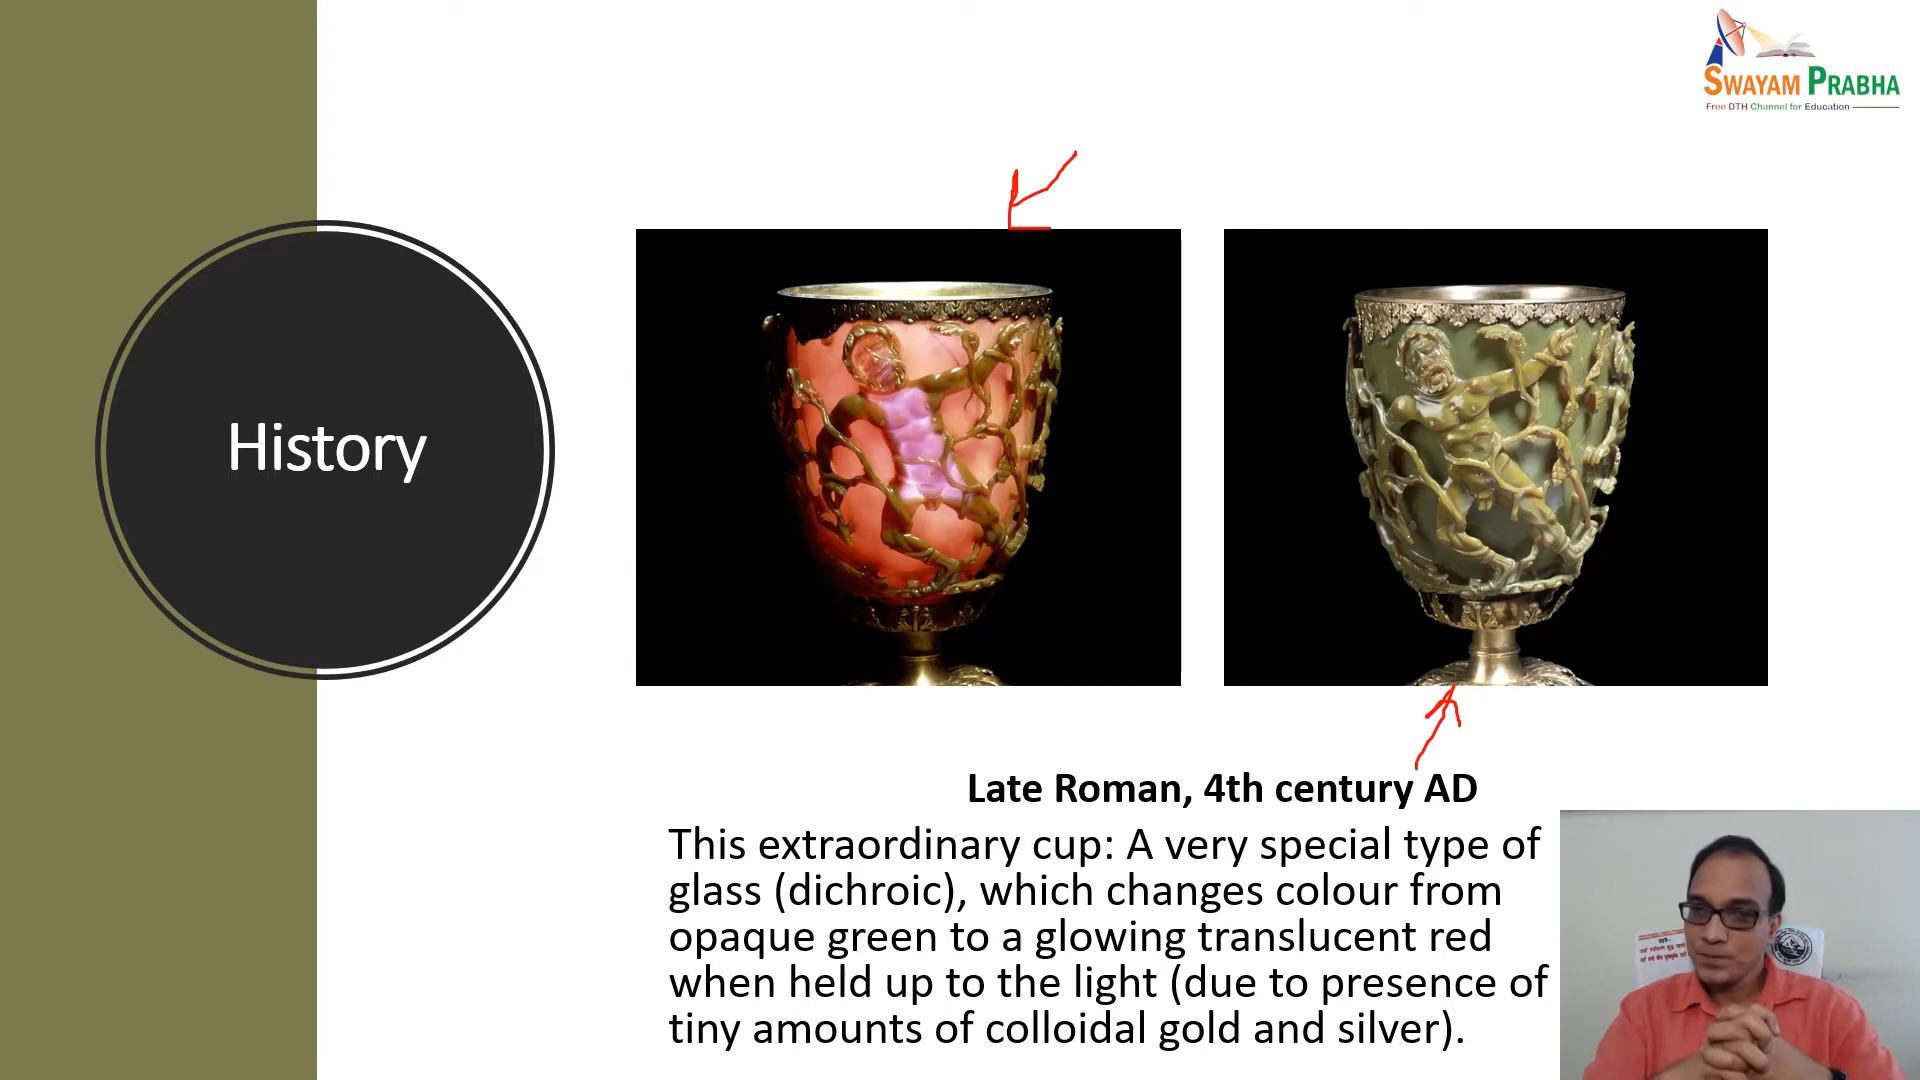 SWAYAM PRABHA
Free DTH Channel for Education
History
Late Roman, 4th century AD
This extraordinary cup: A very special type of
glass (dichroic), which changes colour from
opaque green to a glowing translucent red
when held up to the light (due to presence of
tiny amounts of colloidal gold and silver).